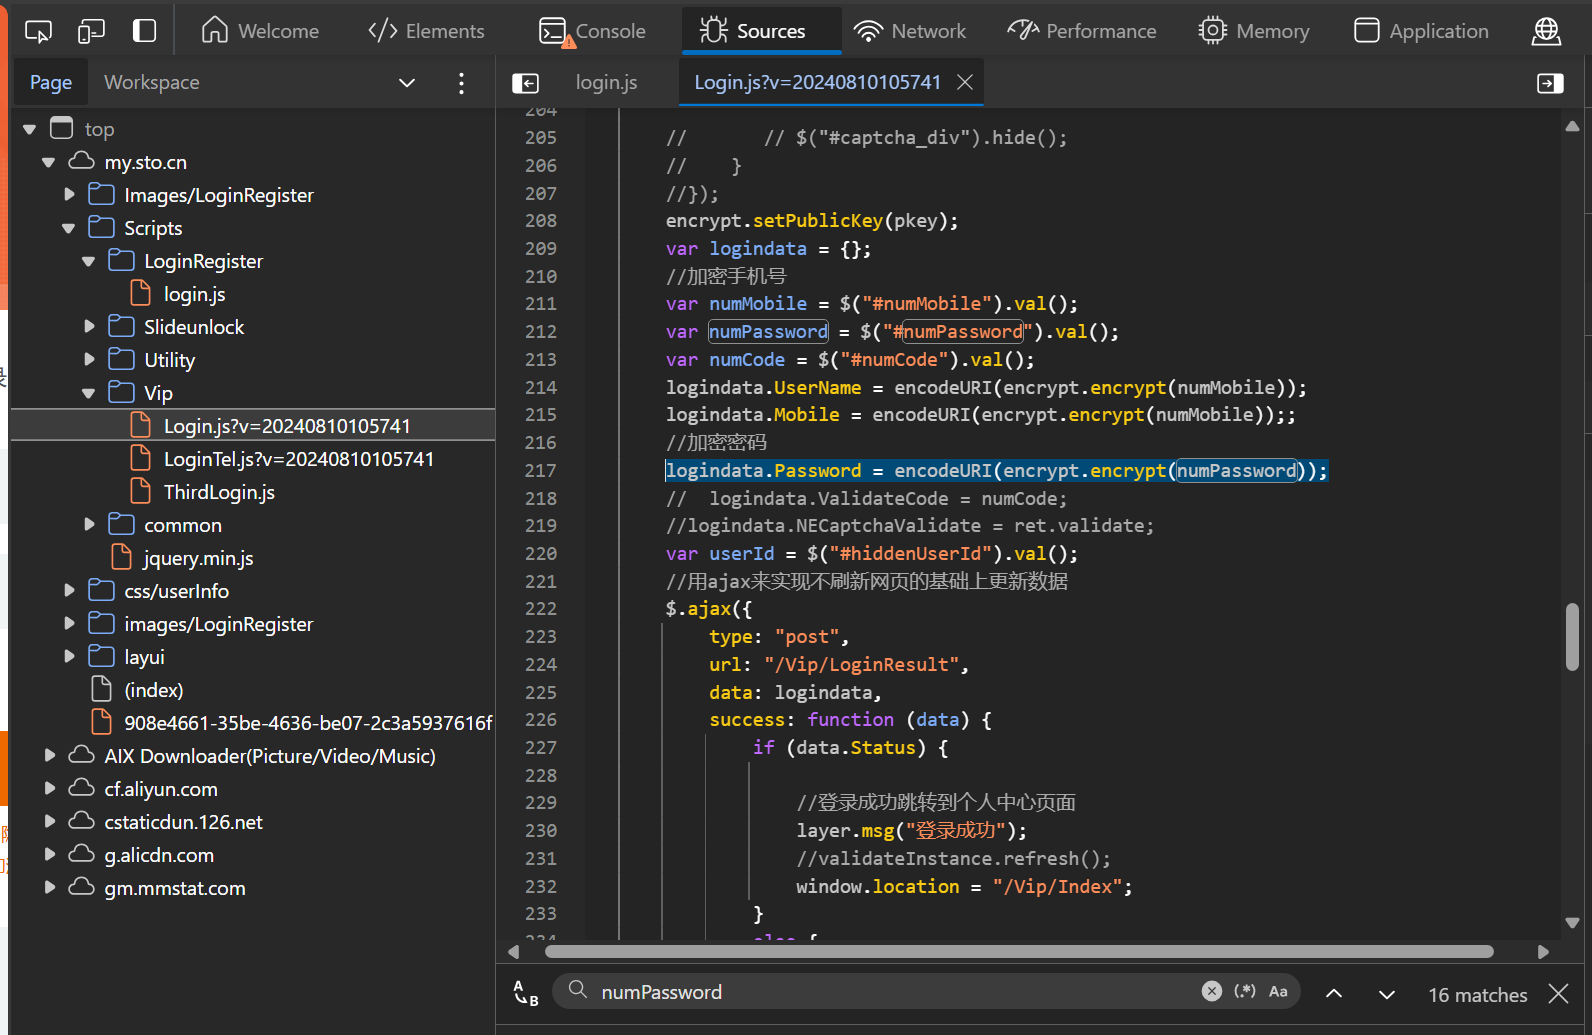 Welcome
Elements
Console
Sources
Network
Performance
Memory
Application
Page
Workspace
login.js
Login.js?v=20240810105741
top
my.sto.cn
Images/LoginRegister
Scripts
LoginRegister
login.js
Slideunlock
Utility
Vip
Login.js?v=20240810105741
LoginTel.js?v=20240810105741
ThirdLogin.js
common
jquery.min.js
css/userInfo
images/LoginRegister
layui
(index)
908e4661-35be-4636-be07-2c3a5937616f
AIX Downloader(Picture/Video/Music)
cf.aliyun.com
cstaticdun.126.net
g.alicdn.com
gm.mmstat.com
204
205 // // $("#captcha_div").hide();
206 // }
207 //});
208 encrypt.setPublicKey(pkey);
209 var logindata = {};
210 //加密手机号
211 var numMobile = $("#numMobile").val();
212 var numPassword = $("#numPassword").val();
213 var numCode = $("#numCode").val();
214 logindata.UserName = encodeURI(encrypt.encrypt(numMobile));
215 logindata.Mobile = encodeURI(encrypt.encrypt(numMobile));;
216 //加密密码
217 logindata.Password = encodeURI(encrypt.encrypt(numPassword));
218 // logindata.ValidateCode = numCode;
219 //logindata.NECaptchaValidate = ret.validate;
220 var userId = $("#hiddenUserId").val();
221 //用ajax来实现不刷新网页的基础上更新数据
222 $.ajax({
223 type: "post",
224 url: "/Vip/LoginResult",
225 data: logindata,
226 success: function (data) {
227 if (data.Status) {
228
229 //登录成功跳转到个人中心页面
230 layer.msg("登录成功");
231 //validateInstance.refresh();
232 window.location = "/Vip/Index";
233 }
234 else {
A B
numPassword
(.*)
Aa
16 matches